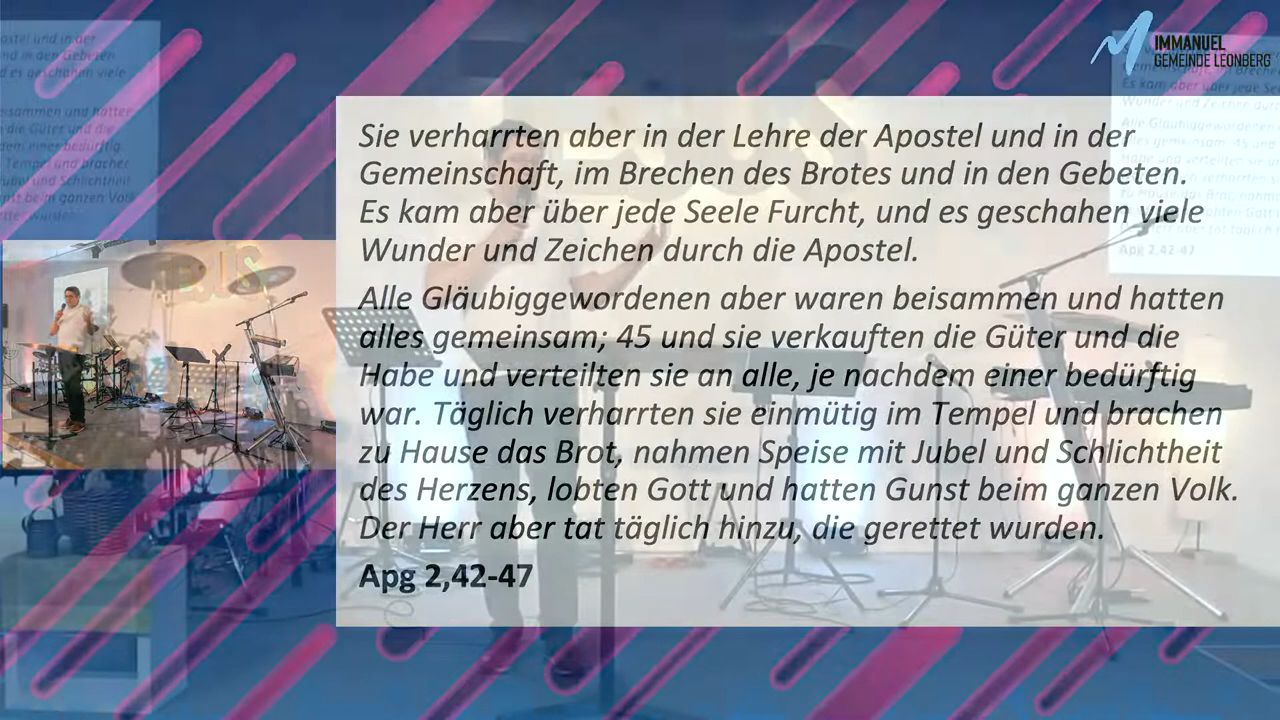 IMMANUEL
GEMEINDE LEONBERG
Sie verharrten aber in der Lehre der Apostel und in der
Gemeinschaft, im Brechen des Brotes und in den Gebeten.
Es kam aber über jede Seele Furcht, und es geschahen viele
Wunder und Zeichen durch die Apostel.
Alle Gläubiggewordenen aber waren beisammen und hatten
alles gemeinsam; 45 und sie verkauften die Güter und die
Habe und verteilten sie an alle, je nachdem einer bedürftig
war. Täglich verharrten sie einmütig im Tempel und brachen
zu Hause das Brot, nahmen Speise mit Jubel und Schlichtheit
des Herzens, lobten Gott und hatten Gunst beim ganzen Volk.
Der Herr aber tat täglich hinzu, die gerettet wurden.
Apg 2,42-47